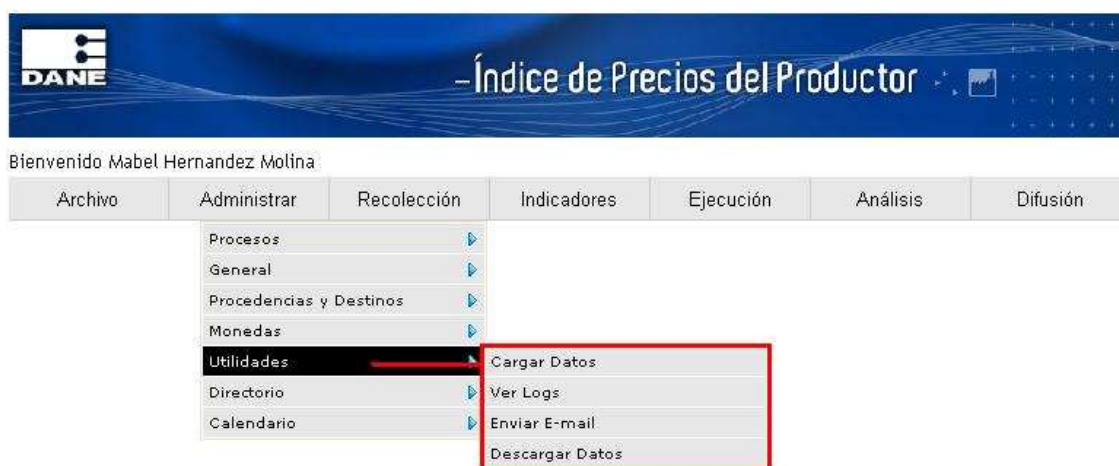 DANE
–Índice de Precios del Productor
Bienvenido Mabel Hernandez Molina
Archivo Administrar Recolección Indicadores Ejecución Análisis Difusión
Procesos
General
Procedencias y Destinos
Monedas
Utilidades
Directorio
Calendario
Cargar Datos
Ver Logs
Enviar E-mail
Descargar Datos